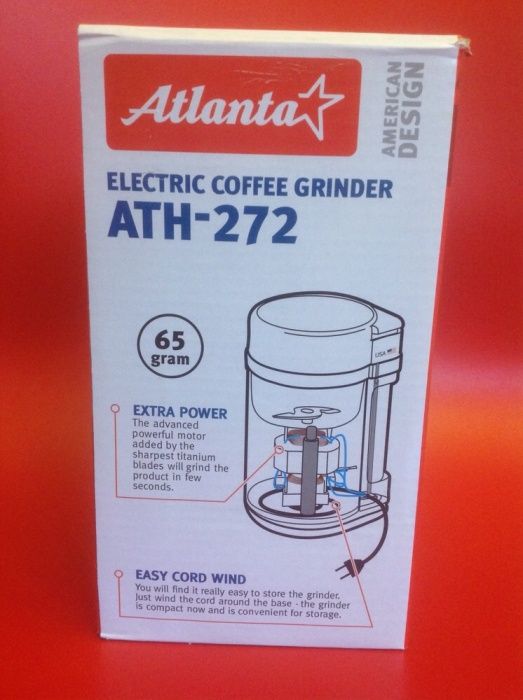 Atlanta
AMERICAN
DESIGN
ELECTRIC COFFEE GRINDER
ATH-272
65
gram
USA
EXTRA POWER
The advanced
powerful motor
added by the
sharpest titanium
blades will grind the
product in few
seconds.
EASY CORD WIND
You will find it really easy to store the grinder.
Just wind the cord around the base - the grinder
is compact now and is convenient for storage.